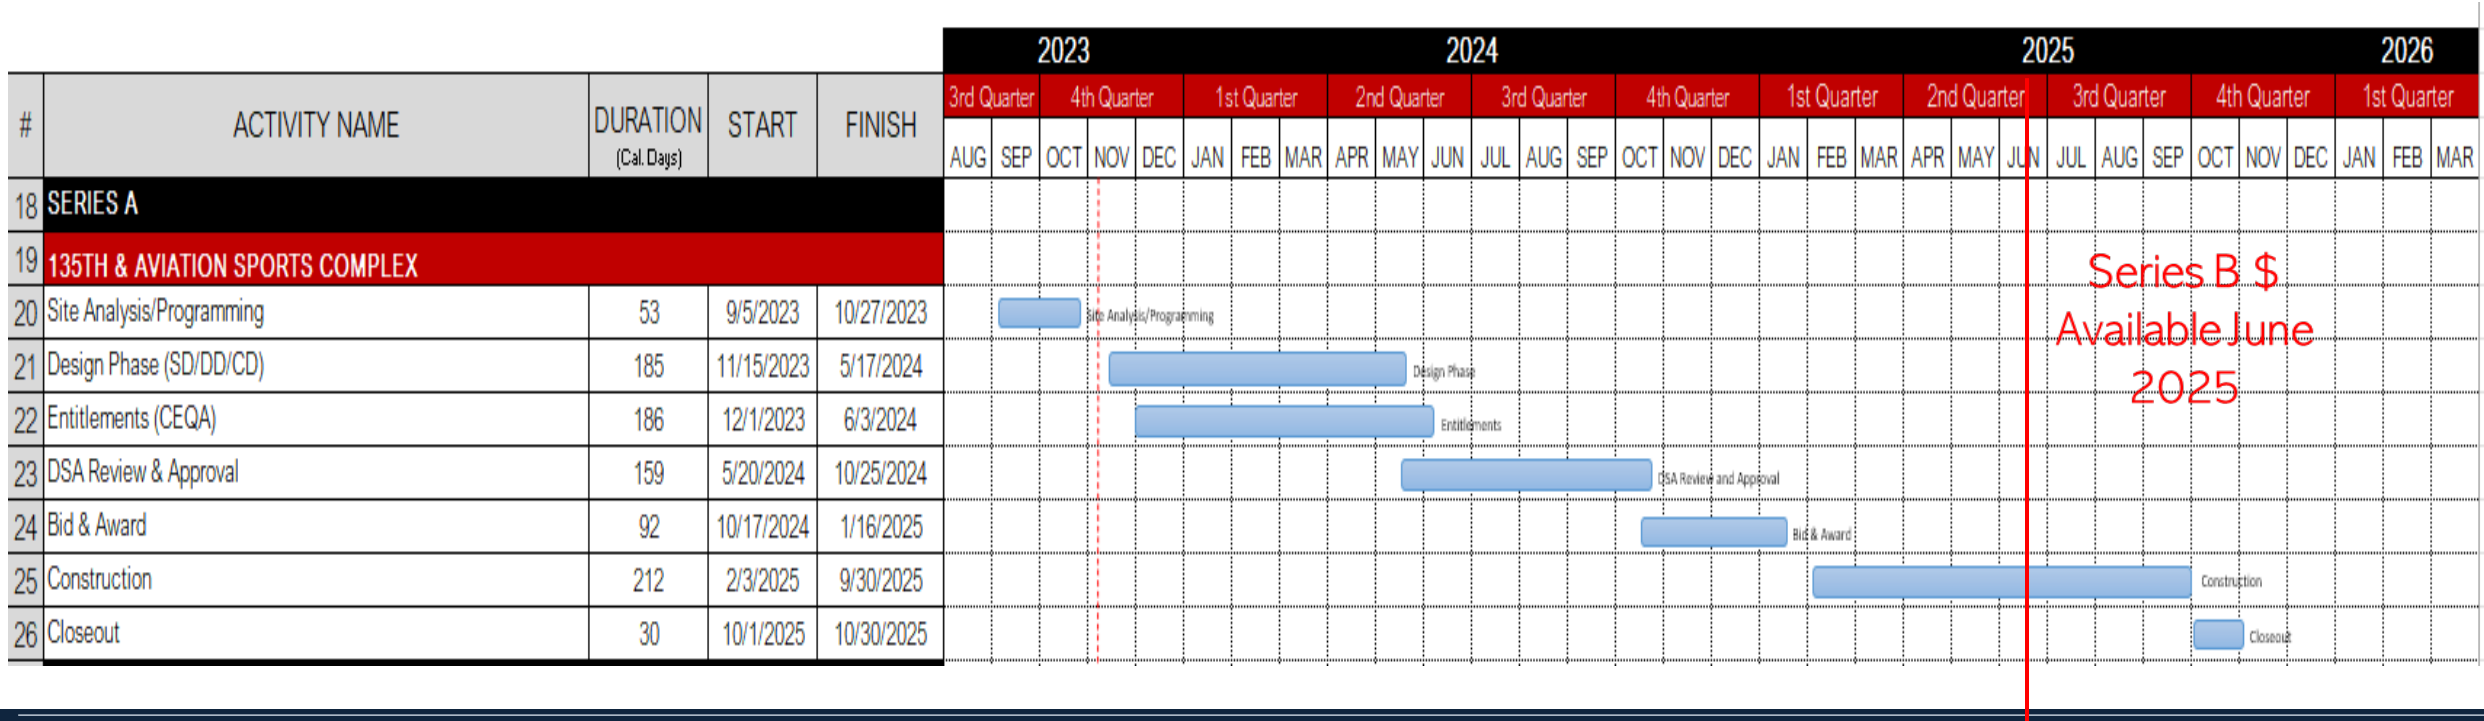 2023 2024 2025 2026
# ACTIVITY NAME DURATION (Cal. Days) START FINISH
3rd Quarter 4th Quarter 1st Quarter 2nd Quarter 3rd Quarter 4th Quarter 1st Quarter 2nd Quarter 3rd Quarter 4th Quarter 1st Quarter
AUG SEP OCT NOV DEC JAN FEB MAR APR MAY JUN JUL AUG SEP OCT NOV DEC JAN FEB MAR APR MAY JUN JUL AUG SEP OCT NOV DEC JAN FEB MAR
18 SERIES A
19 135TH & AVIATION SPORTS COMPLEX
Series B $
Available June
2025
20 Site Analysis/Programming 53 9/5/2023 10/27/2023 Site Analysis/Programming
21 Design Phase (SD/DD/CD) 185 11/15/2023 5/17/2024 Design Phase
22 Entitlements (CEQA) 186 12/1/2023 6/3/2024 Entitlements
23 DSA Review & Approval 159 5/20/2024 10/25/2024 DSA Review and Approval
24 Bid & Award 92 10/17/2024 1/16/2025 Bid & Award
25 Construction 212 2/3/2025 9/30/2025 Construction
26 Closeout 30 10/1/2025 10/30/2025 Closeout